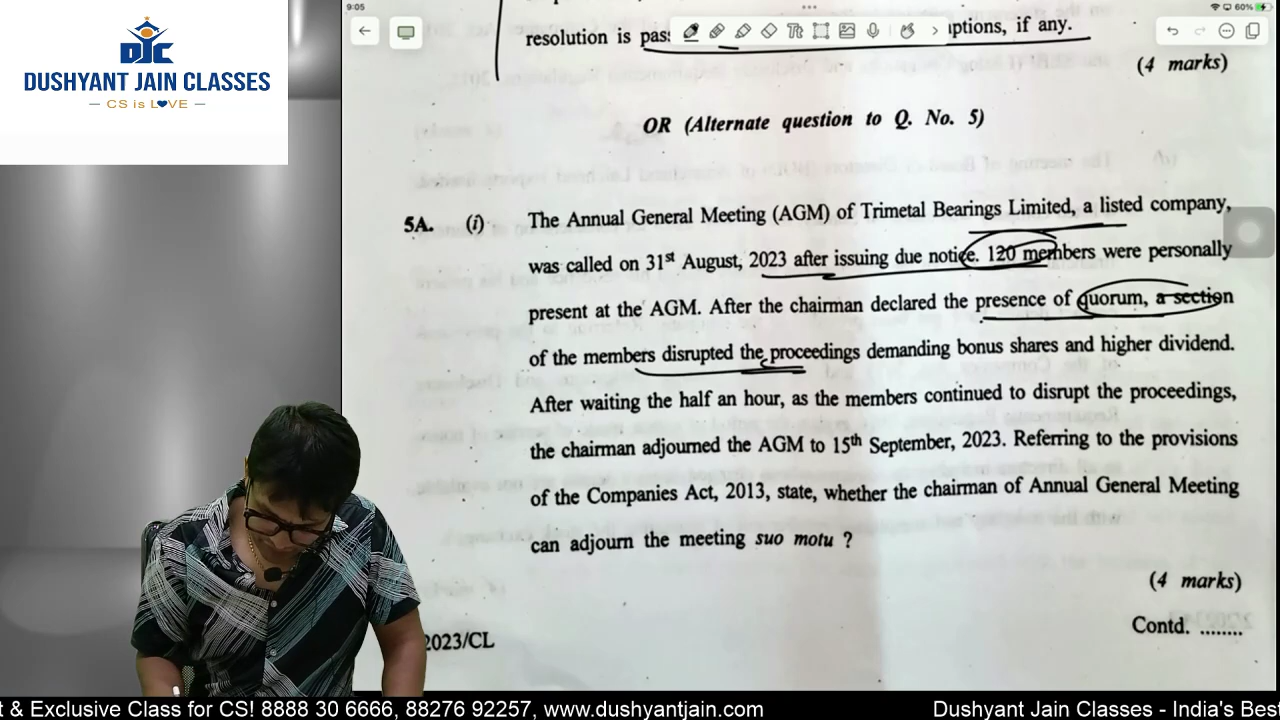 9:05
60%
DJC
DUSHYANT JAIN CLASSES
CS is LVE
resolution is pas
ptions, if any.
(4 marks)
OR (Alternate question to Q. No. 5)
5A. (i) The Annual General Meeting (AGM) of Trimetal Bearings Limited, a listed company,
was called on 31st August, 2023 after issuing due notice. 120 members were personally
present at the AGM. After the chairman declared the presence of quorum, a section
of the members disrupted the proceedings demanding bonus shares and higher dividend.
After waiting the half an hour, as the members continued to disrupt the proceedings,
the chairman adjourned the AGM to 15th September, 2023. Referring to the provisions
of the Companies Act, 2013, state, whether the chairman of Annual General Meeting
can adjourn the meeting suo motu ?
(4 marks)
Contd. ........
2023/CL
t & Exclusive Class for CS! 8888 30 6666, 88276 92257, www.dushyantjain.com
Dushyant Jain Classes - India's Bes